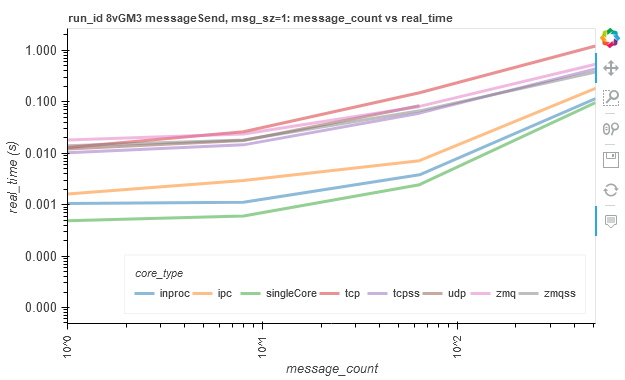 run_id 8vGM3 messageSend, msg_sz=1: message_count vs real_time
real_time (s)
1.000
0.100
0.010
0.001
0.000
0.000
core_type
inproc ipc singleCore tcp tcpss udp zmq zmqss
10^0 10^1 10^2
message_count